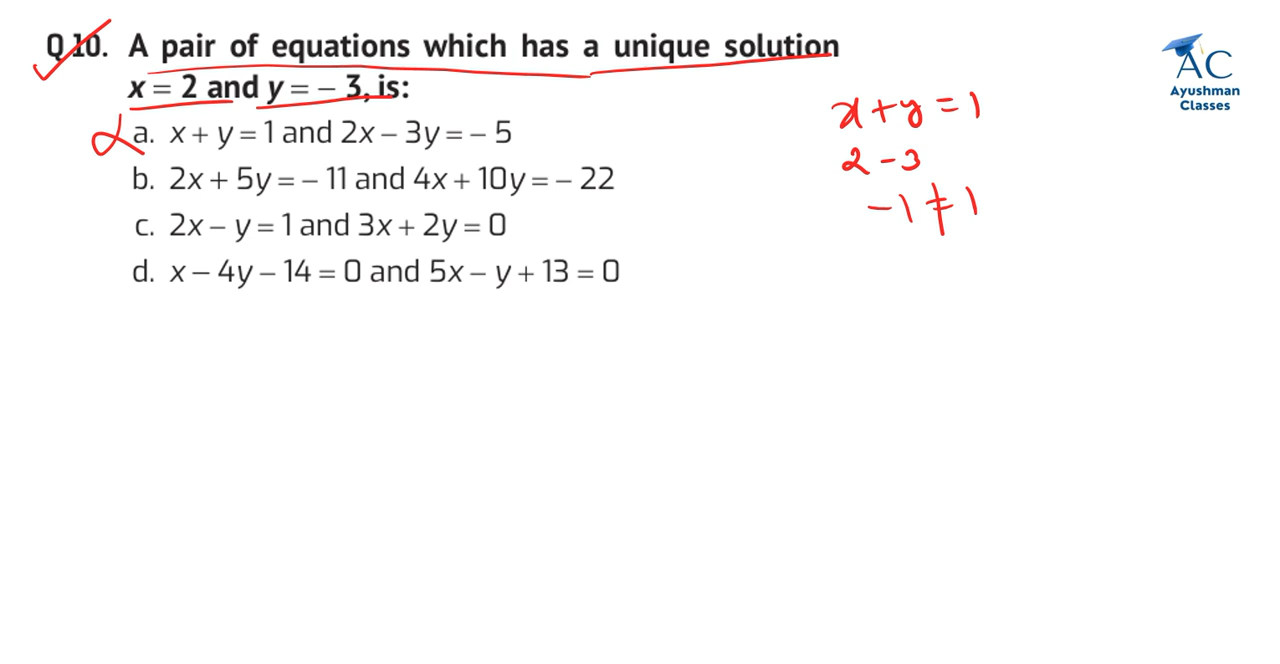 Q.10. A pair of equations which has a unique solution
x = 2 and y = – 3, is:
a. x + y = 1 and 2x – 3y = – 5
b. 2x + 5y = – 11 and 4x + 10y = – 22
c. 2x – y = 1 and 3x + 2y = 0
d. x – 4y – 14 = 0 and 5x – y + 13 = 0
x + y = 1
2 - 3
-1 ≠ 1
AC
Ayushman
Classes